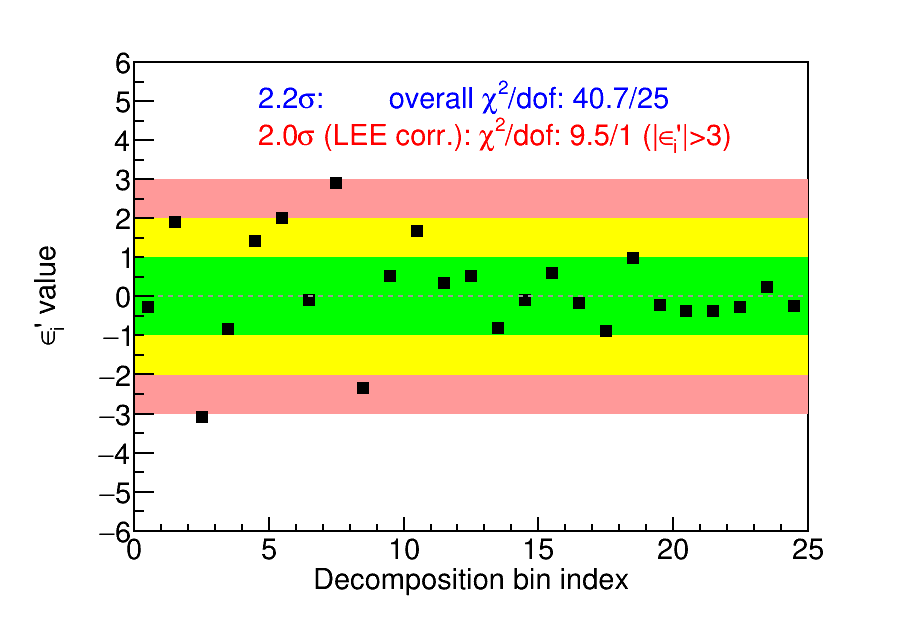 6
5
4
3
2
1
0
−1
−2
−3
−4
−5
−6
2.2σ: overall χ²/dof: 40.7/25
2.0σ (LEE corr.): χ²/dof: 9.5/1 (|ϵᵢ'|>3)
ϵᵢ' value
0 5 10 15 20 25
Decomposition bin index